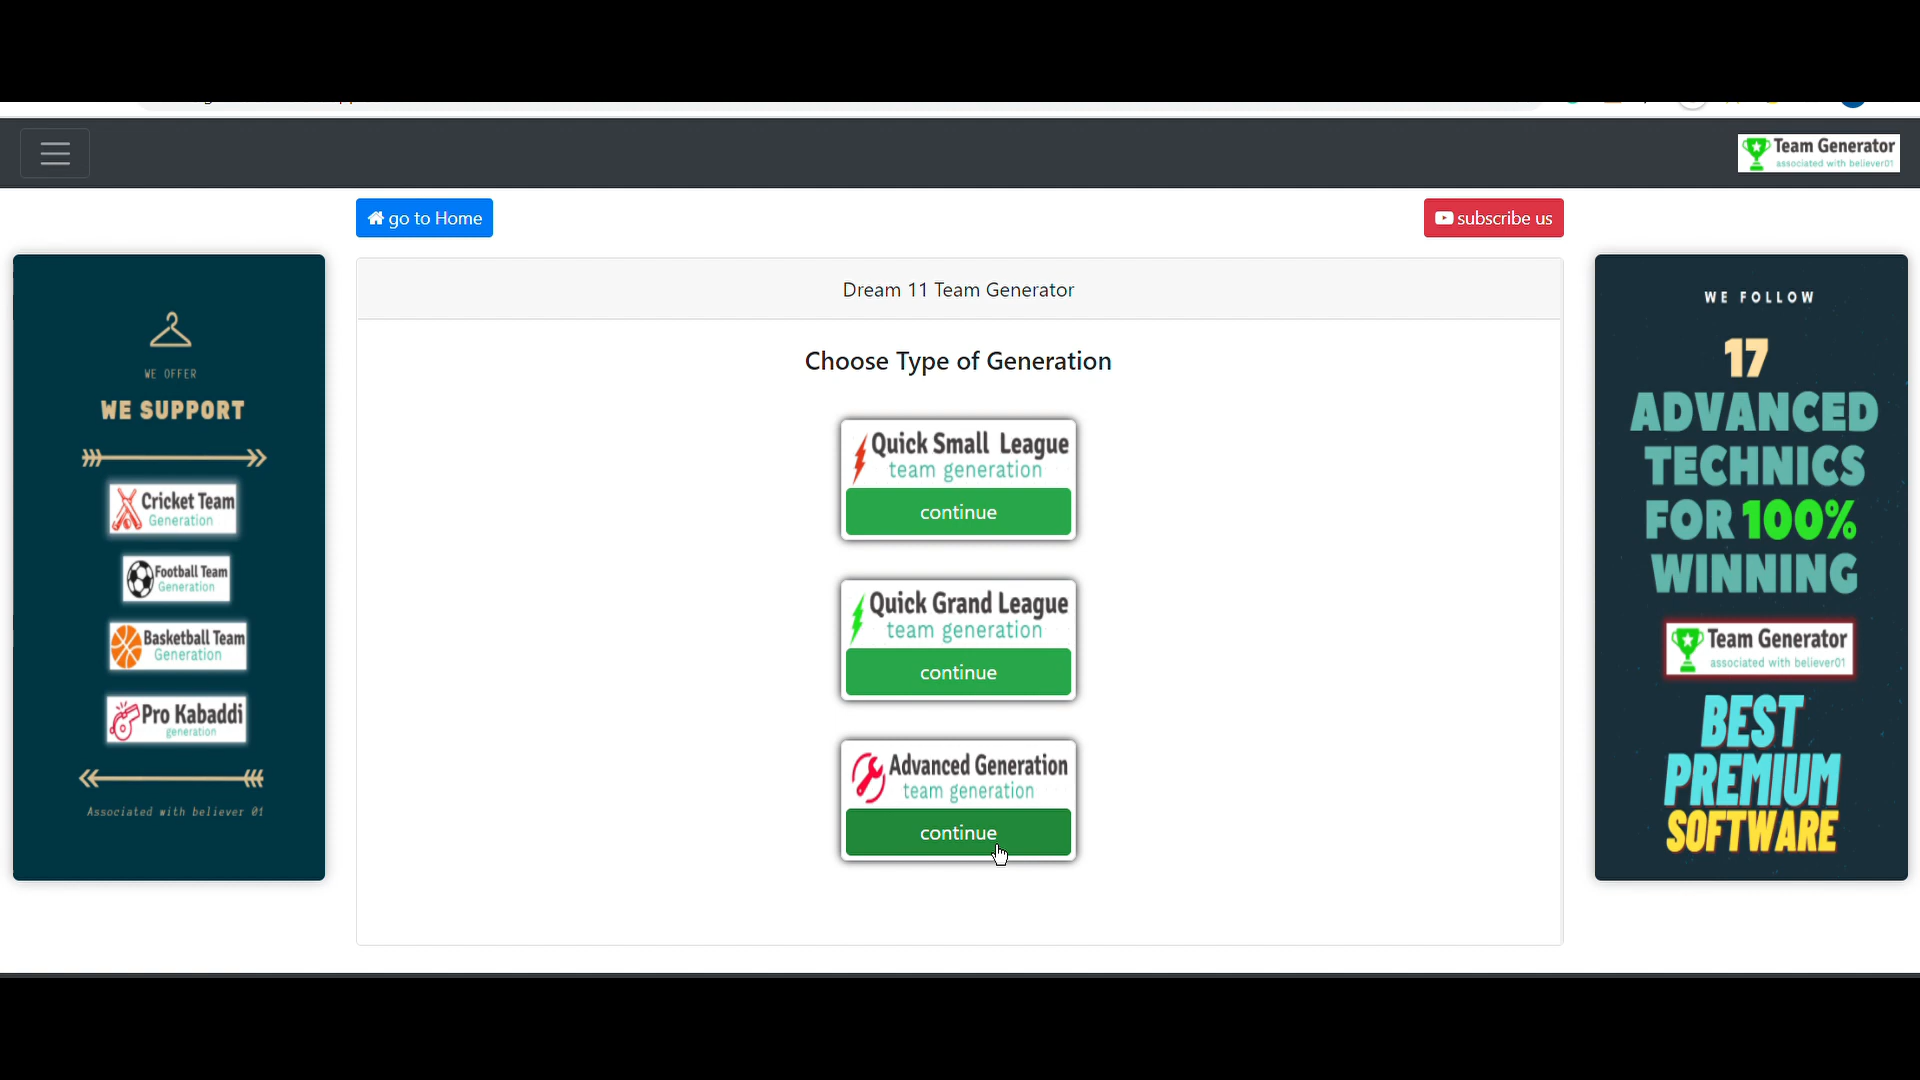 Team Generator
associated with believer01
go to Home
subscribe us
WE OFFER
WE SUPPORT
Cricket Team
Generation
Football Team
Generation
Basketball Team
Generation
Pro Kabaddi
generation
Associated with believer 01
Dream 11 Team Generator
Choose Type of Generation
Quick Small League
team generation
continue
Quick Grand League
team generation
continue
Advanced Generation
team generation
continue
WE FOLLOW
17
ADVANCED
TECHNICS
FOR 100%
WINNING
Team Generator
associated with believer01
BEST
PREMIUM
SOFTWARE